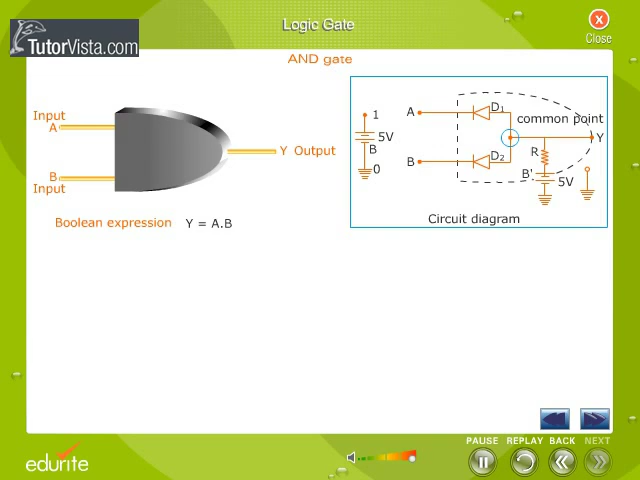 Logic Gate
Close
TutorVista.com
AND gate
Input
A
B
Input
Y Output
Boolean expression Y = A.B
1
5V
B
0
A
D1
common point
Y
B
D2
R
B'
5V
Circuit diagram
PAUSE REPLAY BACK NEXT
edurite